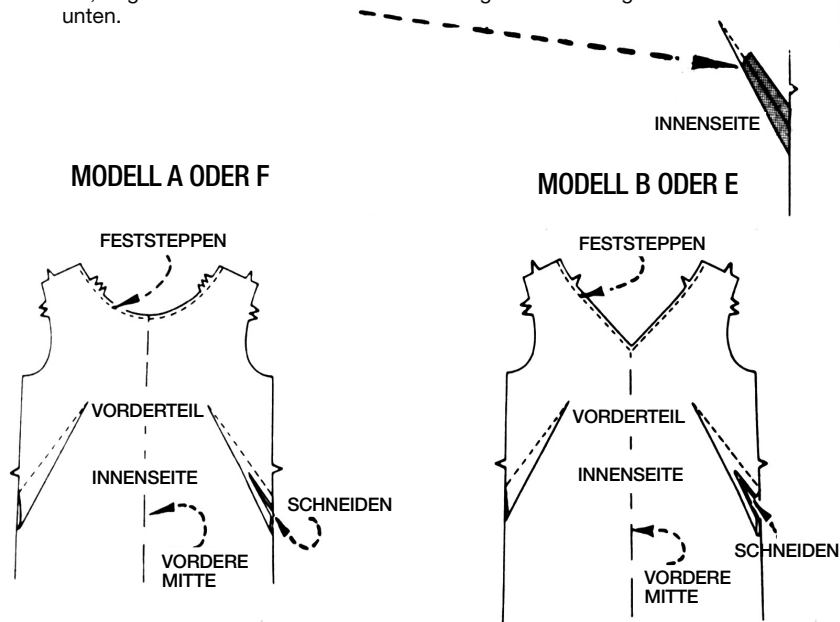 unten.
INNENSEITE
MODELL A ODER F
FESTSTEPPEN
VORDERTEIL
INNENSEITE
SCHNEIDEN
VORDERE
MITTE
MODELL B ODER E
FESTSTEPPEN
VORDERTEIL
INNENSEITE
SCHNEIDEN
VORDERE
MITTE